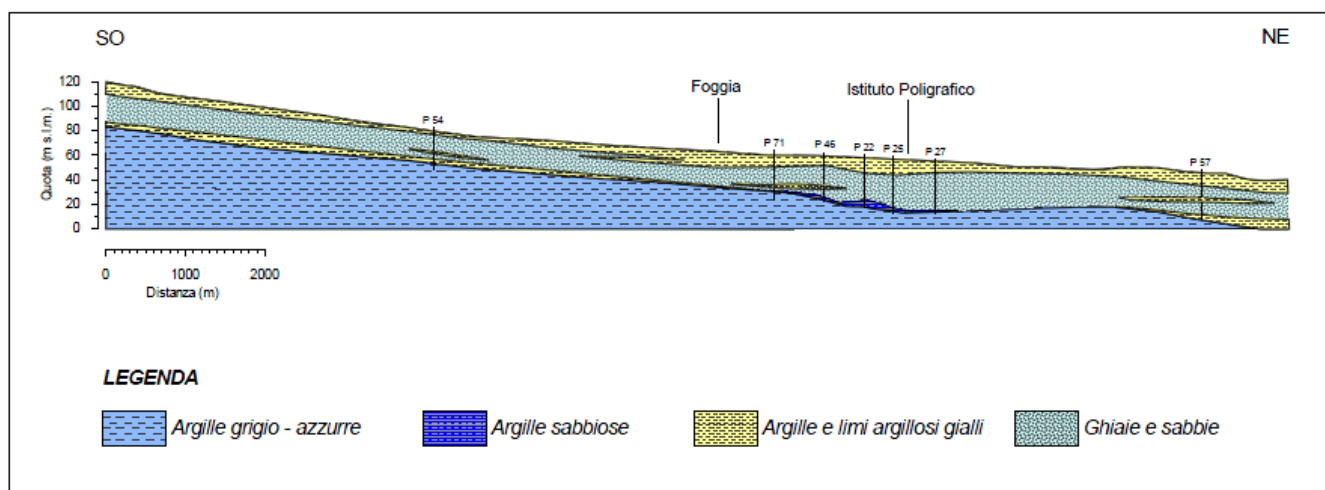 SO NE
Foggia Istituto Poligrafico
Quota (m s.l.m.)
120
100
80
60
40
20
0
P 54 P 71 P 46 P 22 P 25 P 27 P 57
0 1000 2000
Distanza (m)
LEGENDA
Argille grigio - azzurre Argille sabbiose Argille e limi argillosi gialli Ghiaie e sabbie